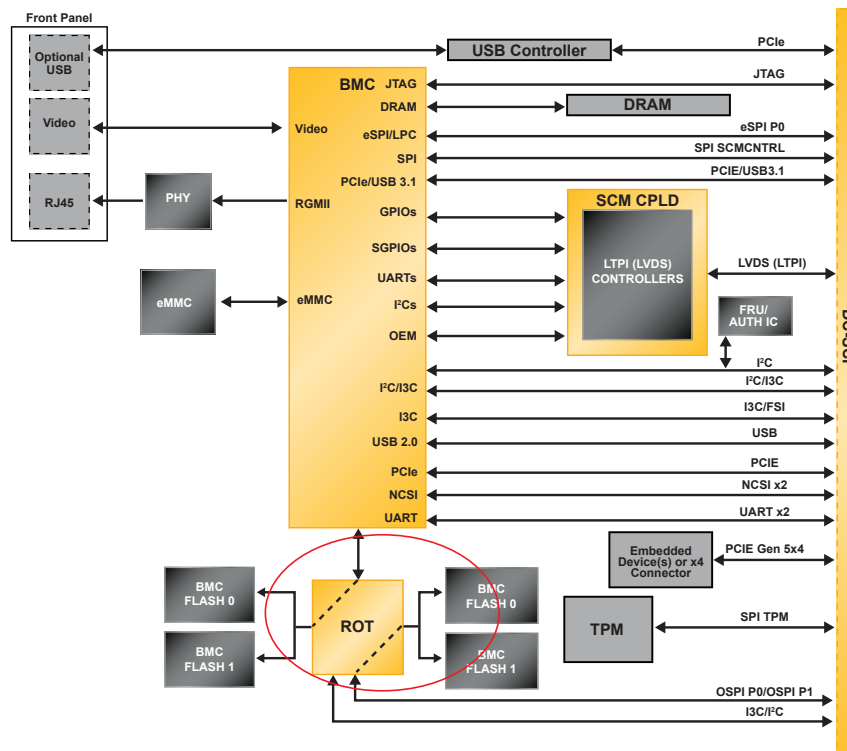 Front Panel
Optional
USB
Video
RJ45
PHY
eMMC
USB Controller
PCIe
BMC
JTAG
JTAG
DRAM
DRAM
Video
eSPI/LPC
eSPI P0
SPI
SPI SCMCNTRL
PCIe/USB 3.1
PCIE/USB3.1
RGMII
GPIOs
SGPIOs
UARTs
eMMC
I²Cs
OEM
SCM CPLD
LTPI (LVDS)
CONTROLLERS
LVDS (LTPI)
FRU/
AUTH IC
I²C
I²C/I3C
I²C/I3C
I3C
I3C/FSI
USB 2.0
USB
PCIe
PCIE
NCSI
NCSI x2
UART
UART x2
Embedded
Device(s) or x4
Connector
PCIE Gen 5x4
BMC
FLASH 0
BMC
FLASH 1
ROT
BMC
FLASH 0
BMC
FLASH 1
TPM
SPI TPM
OSPI P0/OSPI P1
I3C/I²C